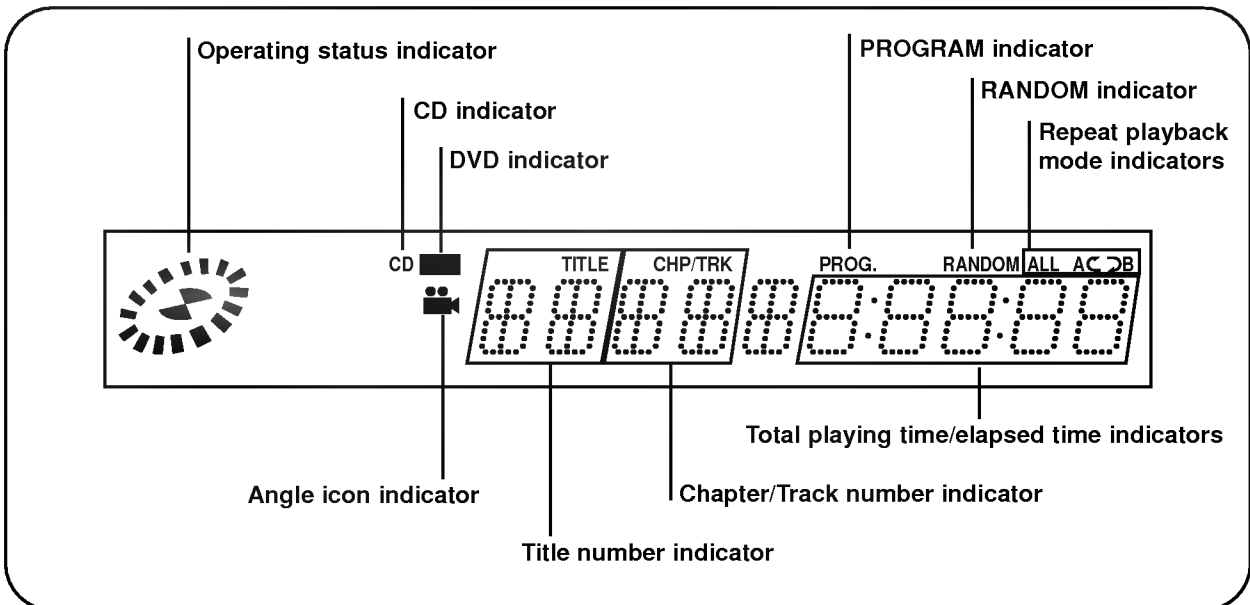 Operating status indicator
PROGRAM indicator
CD indicator
RANDOM indicator
DVD indicator
Repeat playback
mode indicators
CD
TITLE
CHP/TRK
PROG.
RANDOM
ALL
A B
Total playing time/elapsed time indicators
Angle icon indicator
Chapter/Track number indicator
Title number indicator